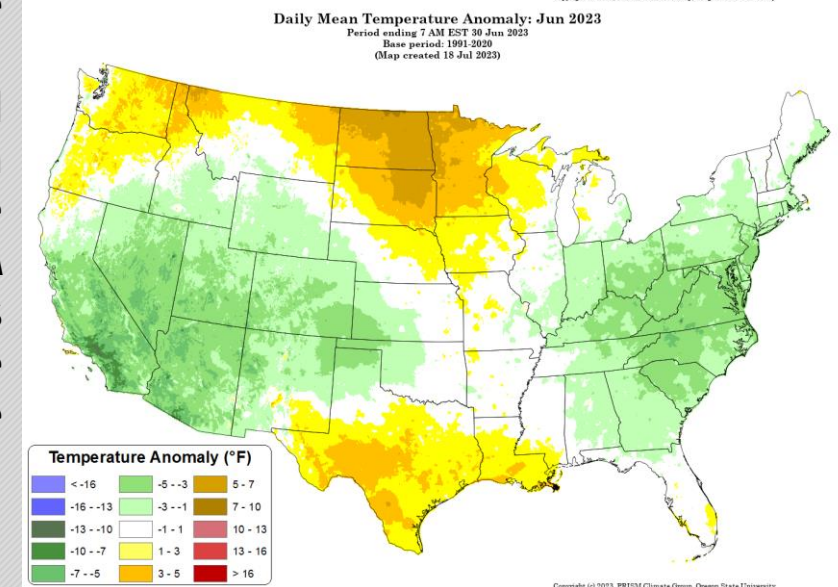 Daily Mean Temperature Anomaly: Jun 2023
Period ending 7 AM EST 30 Jun 2023
Base period: 1991-2020
(Map created 18 Jul 2023)
Temperature Anomaly (°F)
< -16
-5 - -3
5 - 7
-16 - -13
-3 - -1
7 - 10
-13 - -10
-1 - 1
10 - 13
-10 - -7
1 - 3
13 - 16
-7 - -5
3 - 5
> 16
Copyright (c) 2023, PRISM Climate Group, Oregon State University